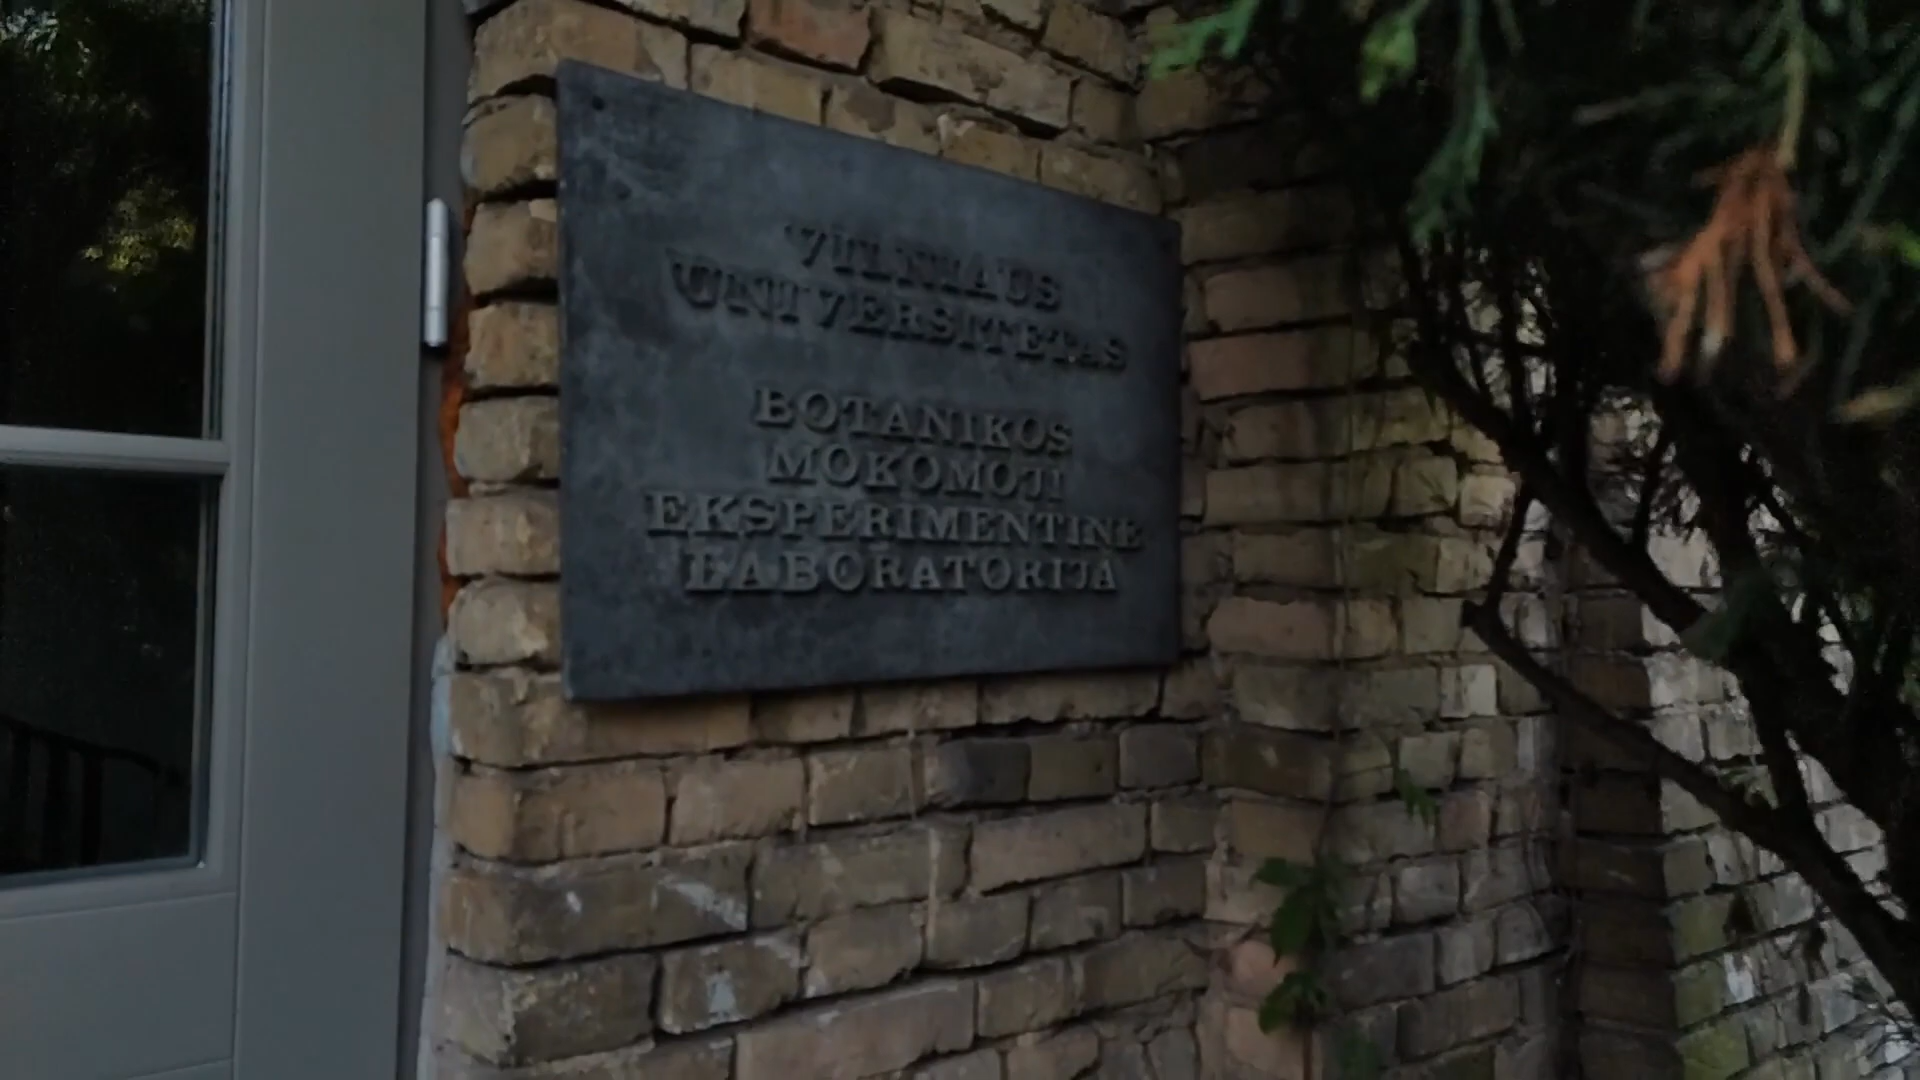 VILNIAUS
UNIVERSITETAS
BOTANIKOS
MOKOMOJI
EKSPERIMENTINĖ
LABORATORIJA